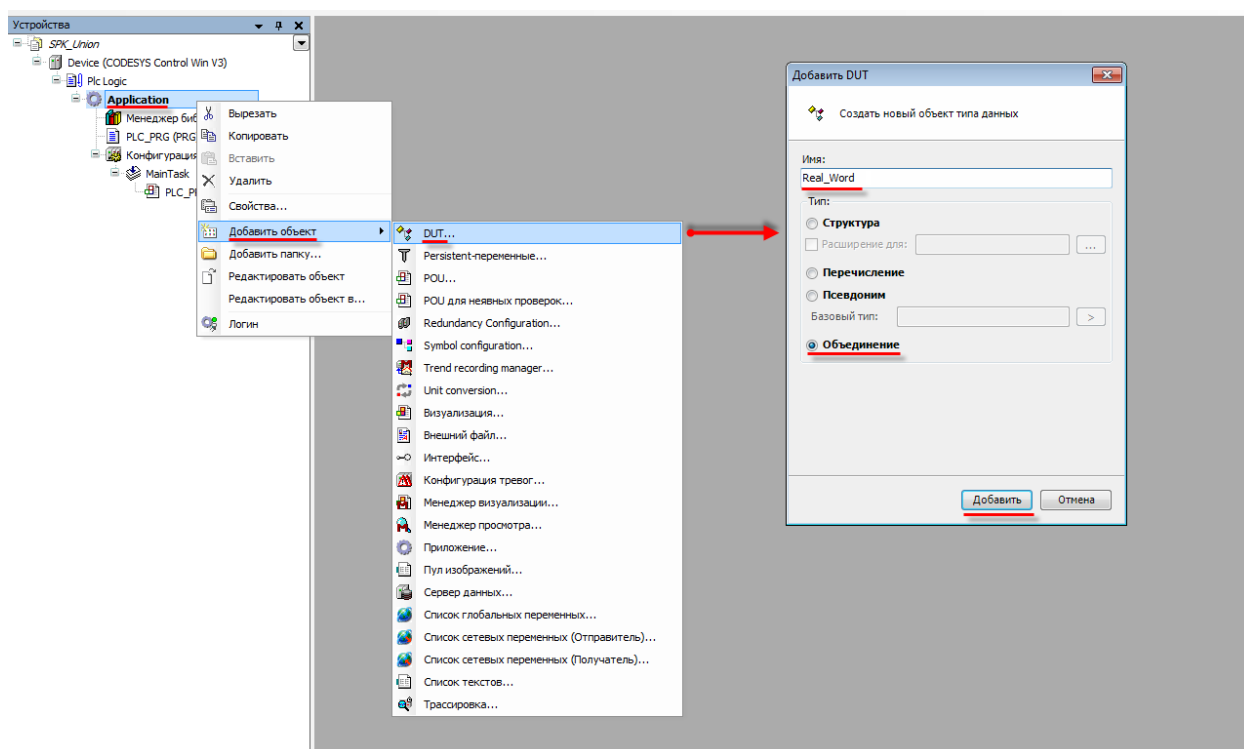 Устройства
SPK_Union
Device (CODESYS Control Win V3)
Plc Logic
Application
Менеджер биб
PLC_PRG (PRG
Конфигурация
MainTask
PLC_P
Вырезать
Копировать
Вставить
Удалить
Свойства...
Добавить объект
Добавить папку...
Редактировать объект
Редактировать объект в...
Логин
DUT...
Persistent-переменные...
POU...
POU для неявных проверок...
Redundancy Configuration...
Symbol configuration...
Trend recording manager...
Unit conversion...
Визуализация...
Внешний файл...
Интерфейс...
Конфигурация тревог...
Менеджер визуализации...
Менеджер просмотра...
Приложение...
Пул изображений...
Сервер данных...
Список глобальных переменных...
Список сетевых переменных (Отправитель)...
Список сетевых переменных (Получатель)...
Список текстов...
Трассировка...
Добавить DUT
Создать новый объект типа данных
Имя:
Real_Word
Тип:
Структура
Расширение для:
...
Перечисление
Псевдоним
Базовый тип:
>
Объединение
Добавить
Отмена